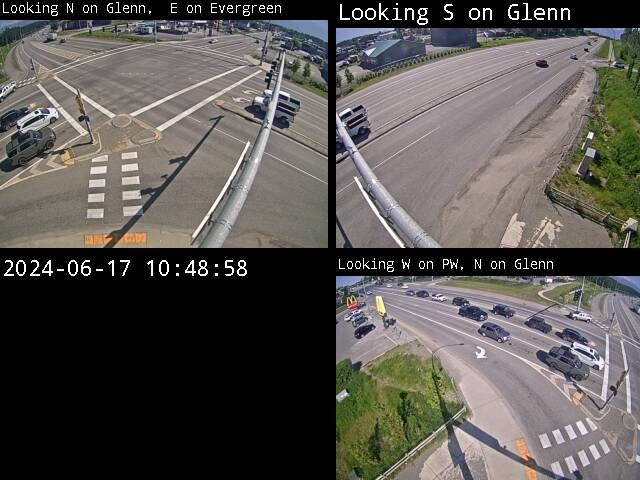 Looking N on Glenn,  E on Evergreen
Looking S on Glenn
2024-06-17 10:48:58
Looking W on PW, N on Glenn